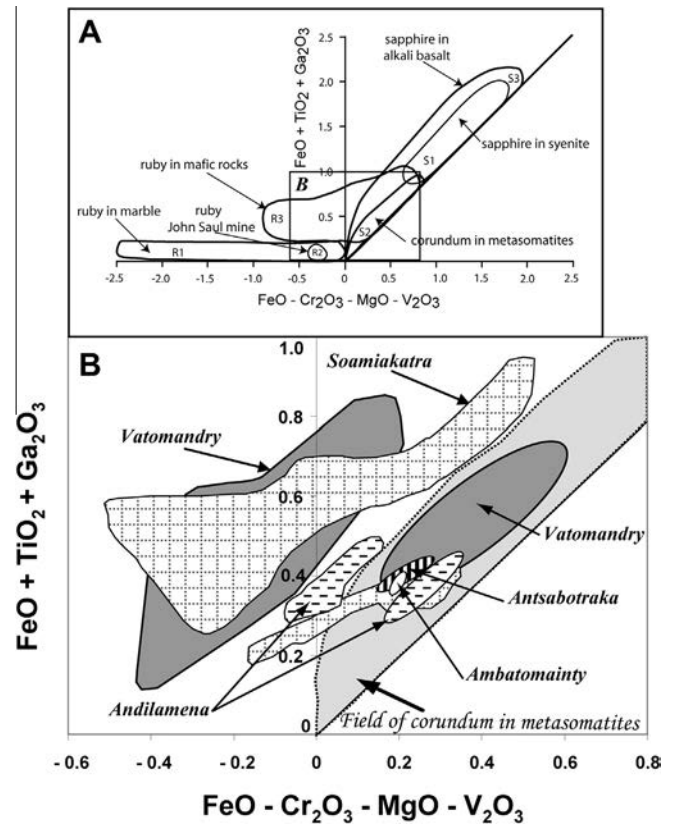 A
FeO + TiO₂ + Ga₂O₃
2.5
2.0
1.5
1.0
0.5
0
-2.5
-2.0
-1.5
-1.0
-0.5
0
0.5
1.0
1.5
2.0
2.5
FeO - Cr₂O₃ - MgO - V₂O₃
sapphire in
alkali basalt
S3
sapphire in syenite
S1
ruby in mafic rocks
B
R3
ruby in marble
ruby
John Saul mine
S2
corundum in metasomatites
R1
R2
B
FeO + TiO₂ + Ga₂O₃
1.0
0.8
0.6
0.4
0.2
0
Soamiakatra
Vatomandry
Vatomandry
Antsabotraka
Ambatomainty
Andilamena
Field of corundum in metasomatites
- 0.6
- 0.4
- 0.2
0
0.2
0.4
0.6
0.8
FeO - Cr₂O₃ - MgO - V₂O₃